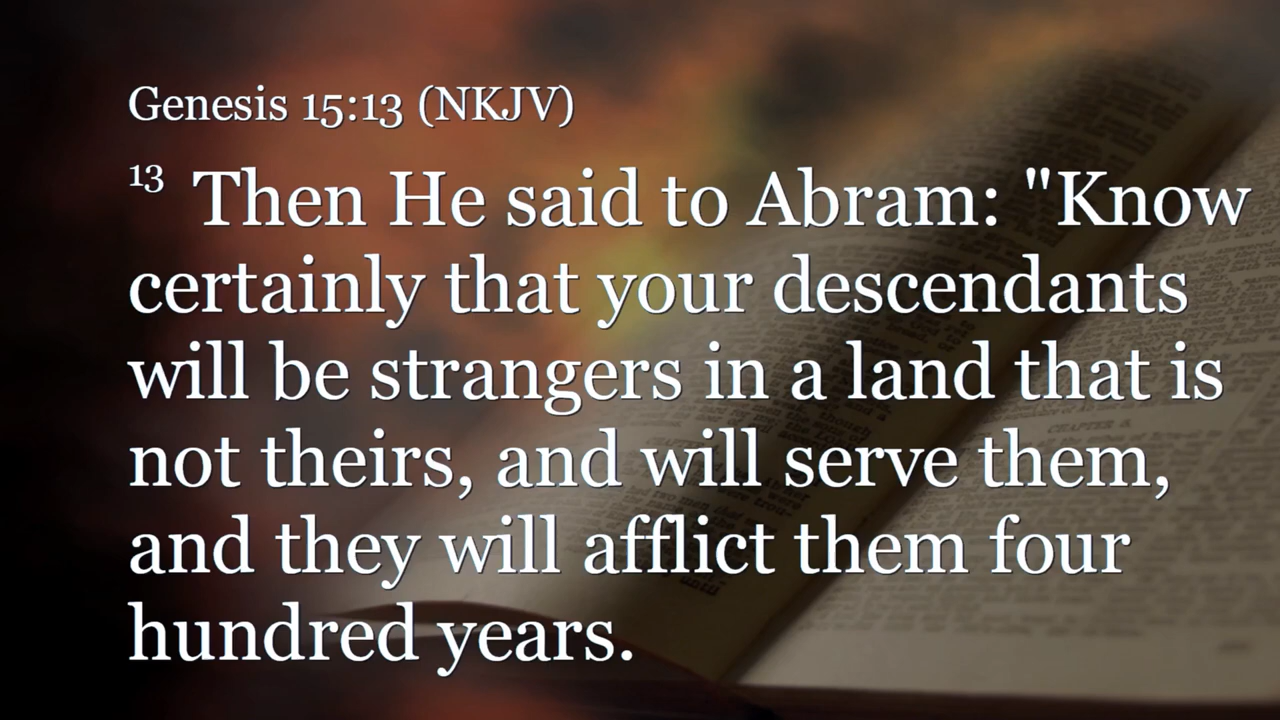 Genesis 15:13 (NKJV)
13 Then He said to Abram: "Know
certainly that your descendants
will be strangers in a land that is
not theirs, and will serve them,
and they will afflict them four
hundred years.